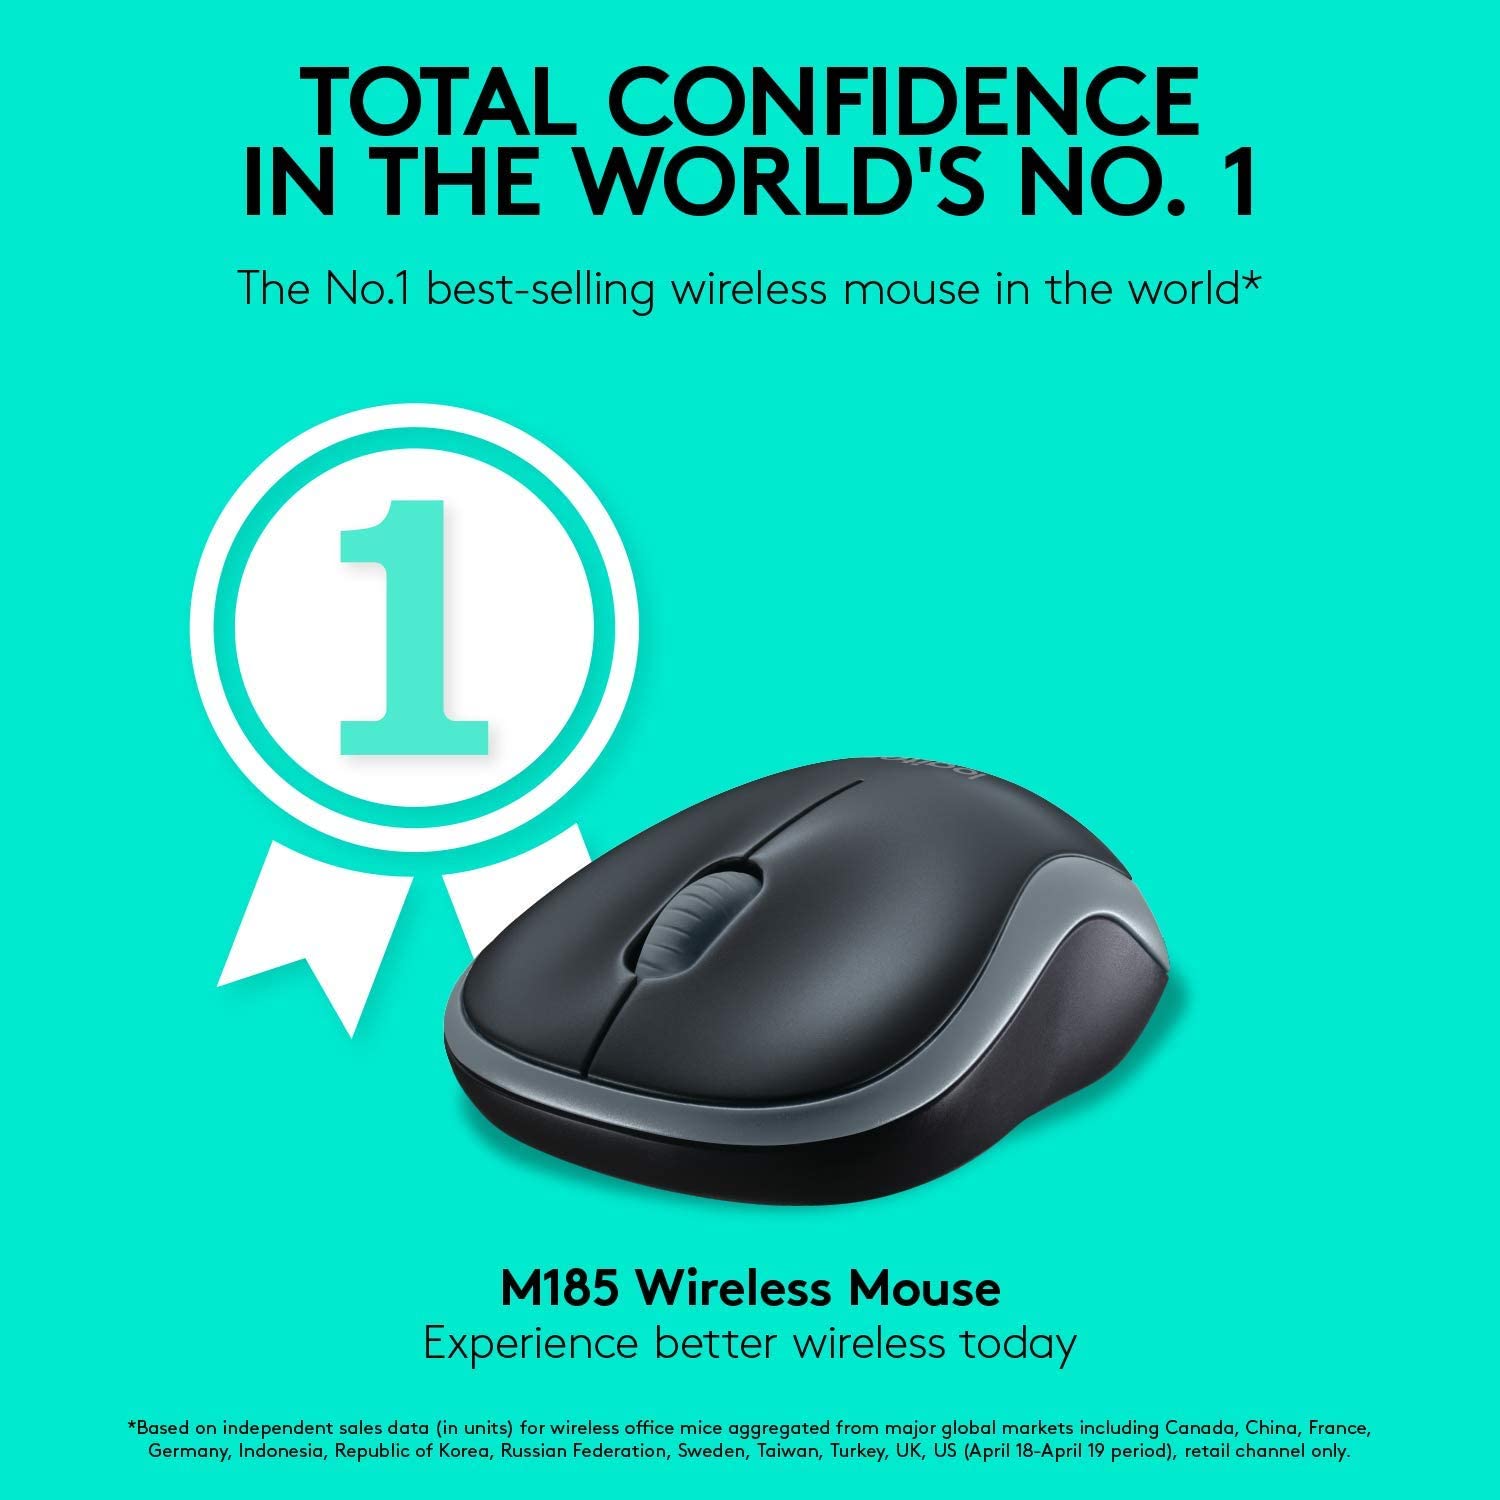 TOTAL CONFIDENCE
IN THE WORLD'S NO. 1
The No.1 best-selling wireless mouse in the world*
1
M185 Wireless Mouse
Experience better wireless today
*Based on independent sales data (in units) for wireless office mice aggregated from major global markets including Canada, China, France,
Germany, Indonesia, Republic of Korea, Russian Federation, Sweden, Taiwan, Turkey, UK, US (April 18-April 19 period), retail channel only.